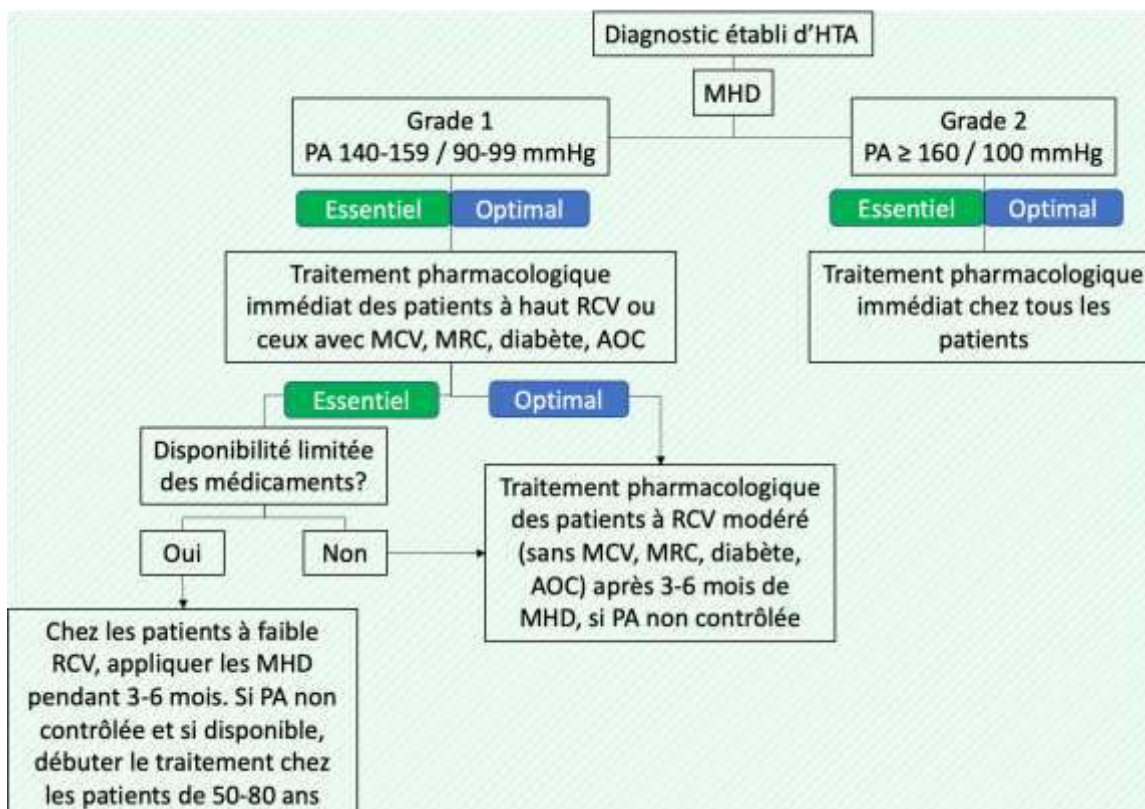 Diagnostic établi d'HTA
MHD
Grade 1
PA 140-159 / 90-99 mmHg
Grade 2
PA ≥ 160 / 100 mmHg
Essentiel
Optimal
Essentiel
Optimal
Traitement pharmacologique
immédiat des patients à haut RCV ou
ceux avec MCV, MRC, diabète, AOC
Traitement pharmacologique
immédiat chez tous les
patients
Essentiel
Optimal
Disponibilité limitée
des médicaments?
Oui
Non
Traitement pharmacologique
des patients à RCV modéré
(sans MCV, MRC, diabète,
AOC) après 3-6 mois de
MHD, si PA non contrôlée
Chez les patients à faible
RCV, appliquer les MHD
pendant 3-6 mois. Si PA non
contrôlée et si disponible,
débuter le traitement chez
les patients de 50-80 ans